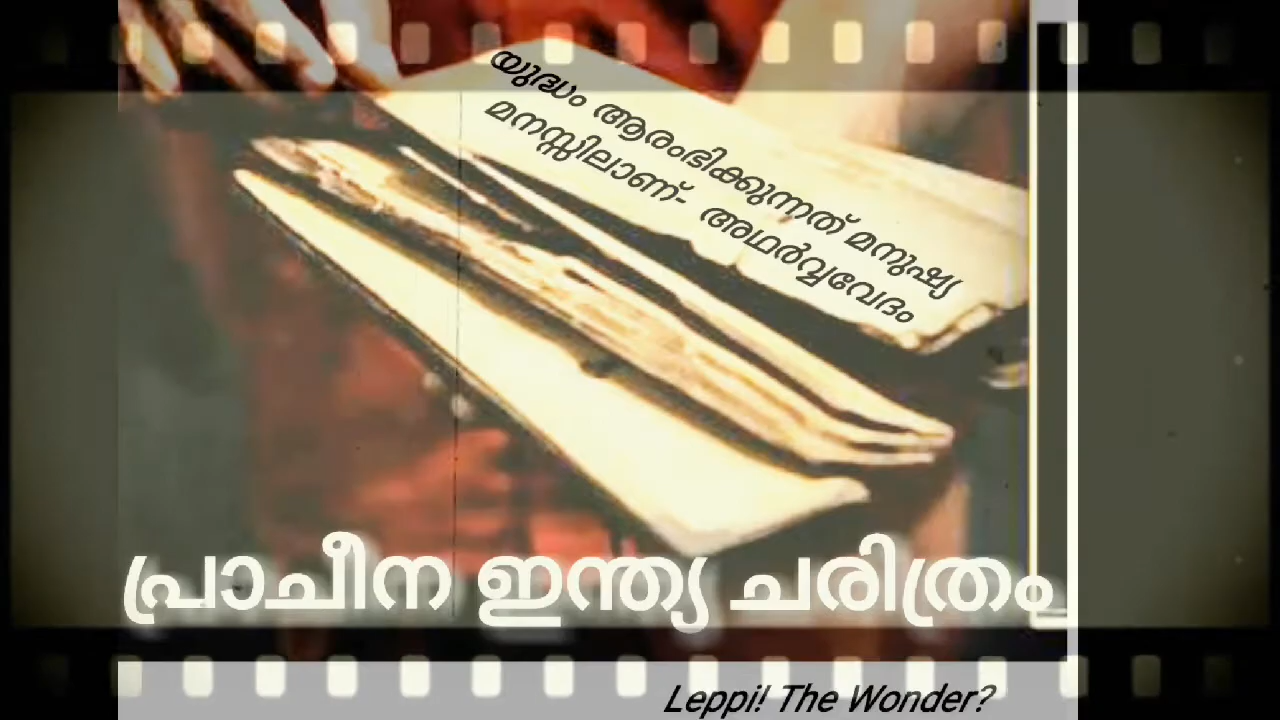 യുദ്ധം ആരംഭിക്കുന്നത് മനുഷ്യ
മനസ്സിലാണ്- അഥർവ്വവേദം
പ്രാചീന ഇന്ത്യ ചരിത്രം
Leppi! The Wonder?